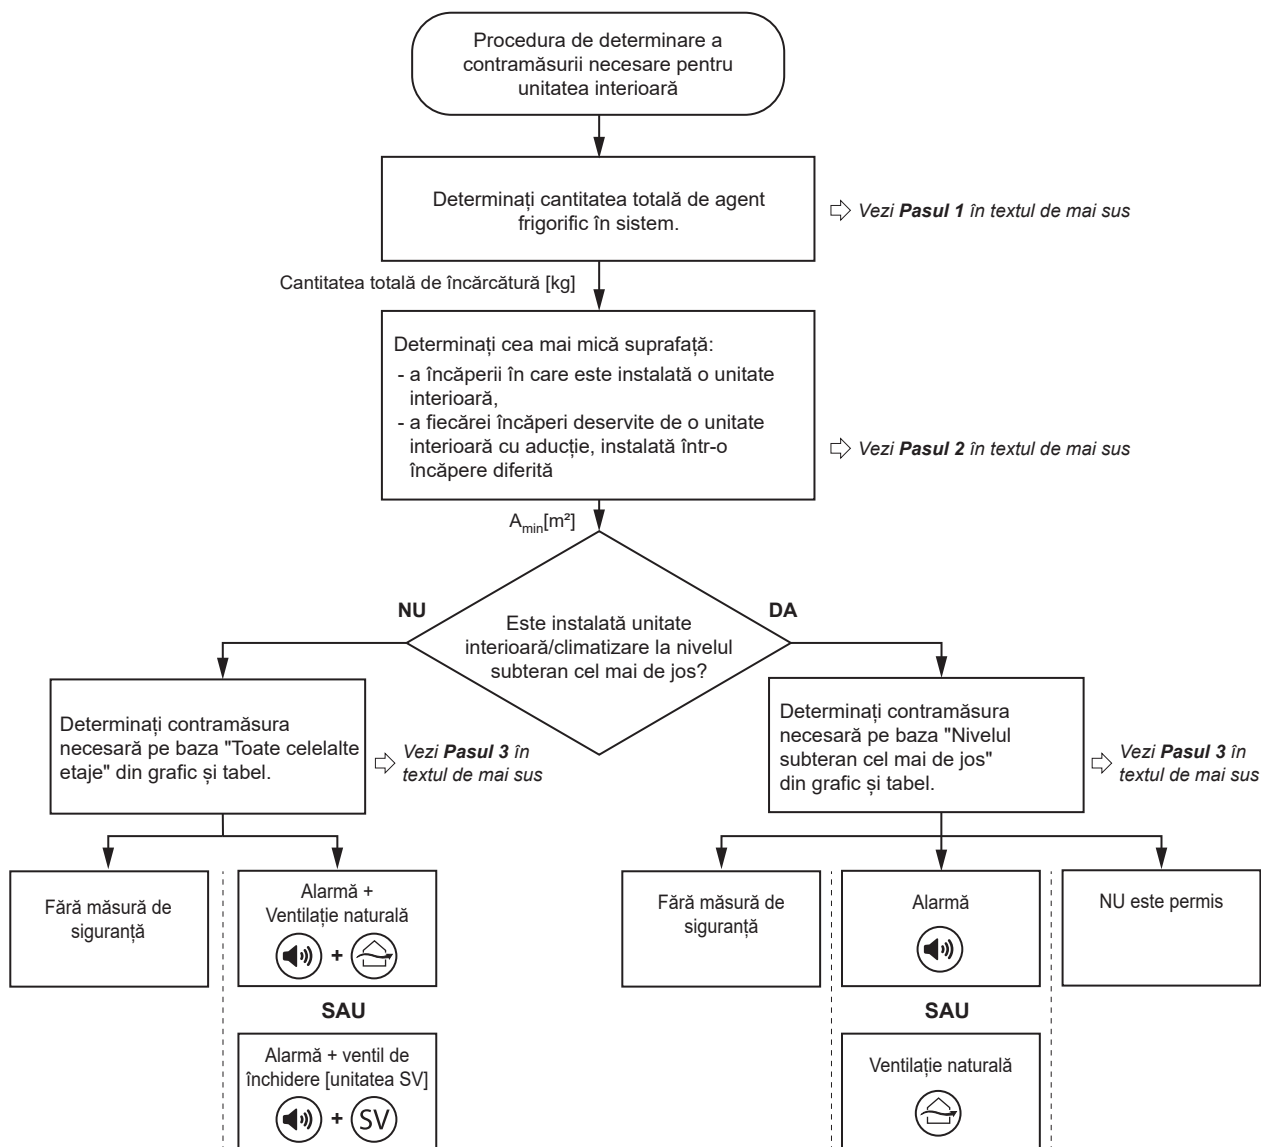 Procedura de determinare a
contramăsurii necesare pentru
unitatea interioară
Determinați cantitatea totală de agent
frigorific în sistem.
Vezi Pasul 1 în textul de mai sus
Cantitatea totală de încărcătură [kg]
Determinați cea mai mică suprafață:
- a încăperii în care este instalată o unitate
interioară,
- a fiecărei încăperi deservite de o unitate
interioară cu aducție, instalată într-o
încăpere diferită
Vezi Pasul 2 în textul de mai sus
Amin[m²]
NU
DA
Este instalată unitate
interioară/climatizare la nivelul
subteran cel mai de jos?
Determinați contramăsura
necesară pe baza "Toate celelalte
etaje" din grafic și tabel.
Vezi Pasul 3 în
textul de mai sus
Determinați contramăsura
necesară pe baza "Nivelul
subteran cel mai de jos"
din grafic și tabel.
Vezi Pasul 3 în
textul de mai sus
Fără măsură de
siguranță
Alarmă +
Ventilație naturală
+
SAU
Alarmă + ventil de
închidere [unitatea SV]
+ SV
Fără măsură de
siguranță
Alarmă
SAU
Ventilație naturală
NU este permis